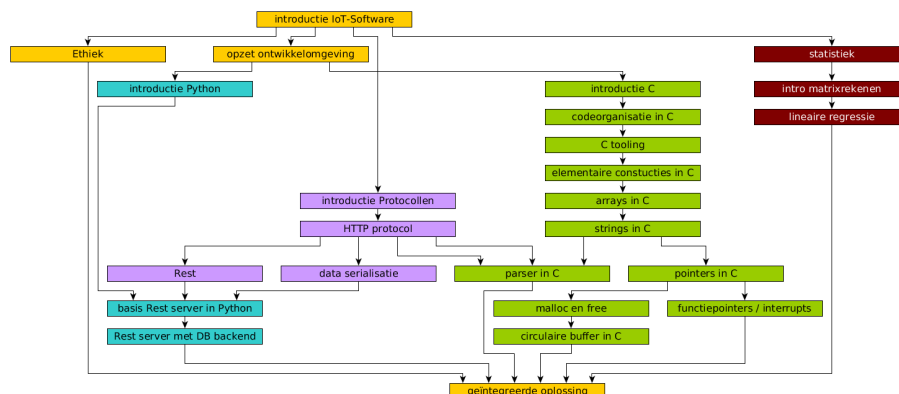 introductie IoT-Software
Ethiek
opzet ontwikkelomgeving
statistiek
introductie Python
introductie C
intro matrixrekenen
codeorganisatie in C
lineaire regressie
C tooling
elementaire constucties in C
introductie Protocollen
arrays in C
HTTP protocol
strings in C
Rest
data serialisatie
parser in C
pointers in C
basis Rest server in Python
malloc en free
functiepointers / interrupts
Rest server met DB backend
circulaire buffer in C
geïntegreerde oplossing